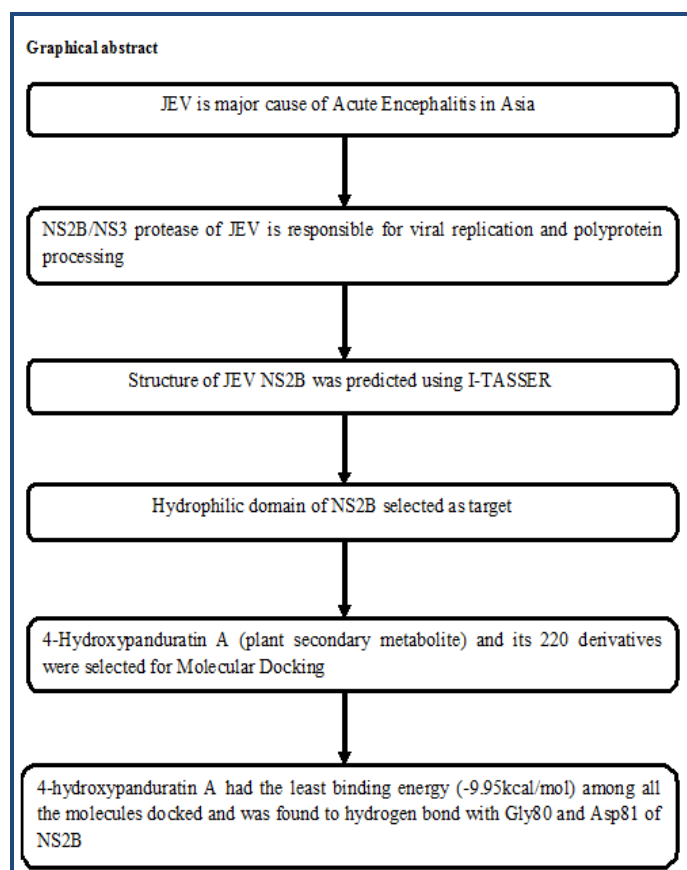 Graphical abstract
JEV is major cause of Acute Encephalitis in Asia
NS2B/NS3 protease of JEV is responsible for viral replication and polyprotein
processing
Structure of JEV NS2B was predicted using I-TASSER
Hydrophilic domain of NS2B selected as target
4-Hydroxypanduratin A (plant secondary metabolite) and its 220 derivatives
were selected for Molecular Docking
4-hydroxypanduratin A had the least binding energy (-9.95kcal/mol) among all
the molecules docked and was found to hydrogen bond with Gly80 and Asp81 of
NS2B